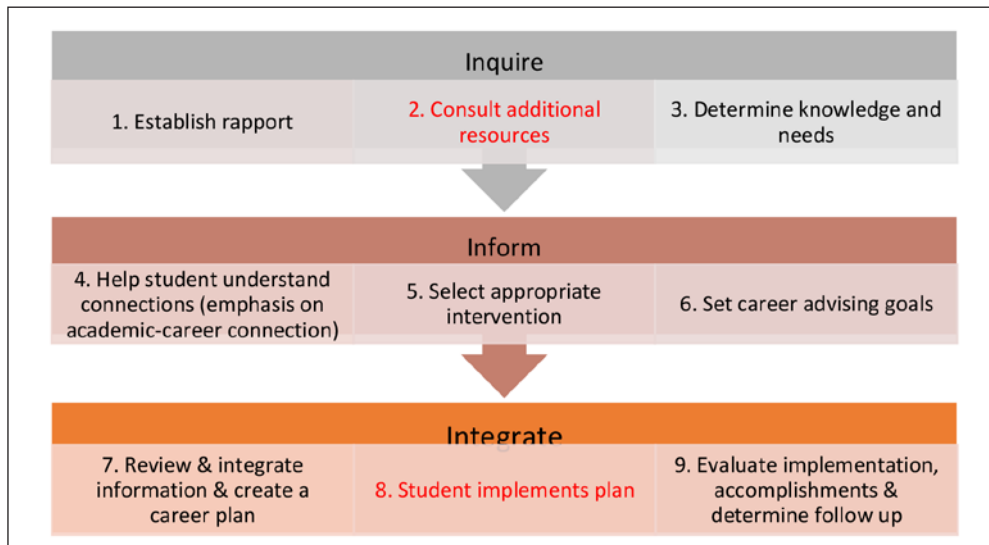 Inquire
1. Establish rapport
2. Consult additional
resources
3. Determine knowledge and
needs
Inform
4. Help student understand
connections (emphasis on
academic-career connection)
5. Select appropriate
intervention
6. Set career advising goals
Integrate
7. Review & integrate
information & create a
career plan
8. Student implements plan
9. Evaluate implementation,
accomplishments &
determine follow up